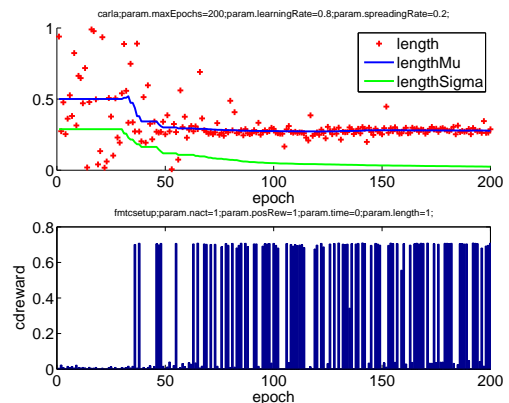 carla;param.maxEpochs=200;param.learningRate=0.8;param.spreadingRate=0.2;
1
0.5
0
length
lengthMu
lengthSigma
0 50 100 150 200
epoch
fmtcsetup;param.nact=1;param.posRew=1;param.time=0;param.length=1;
0.8
0.6
0.4
0.2
0
cdreward
0 50 100 150 200
epoch